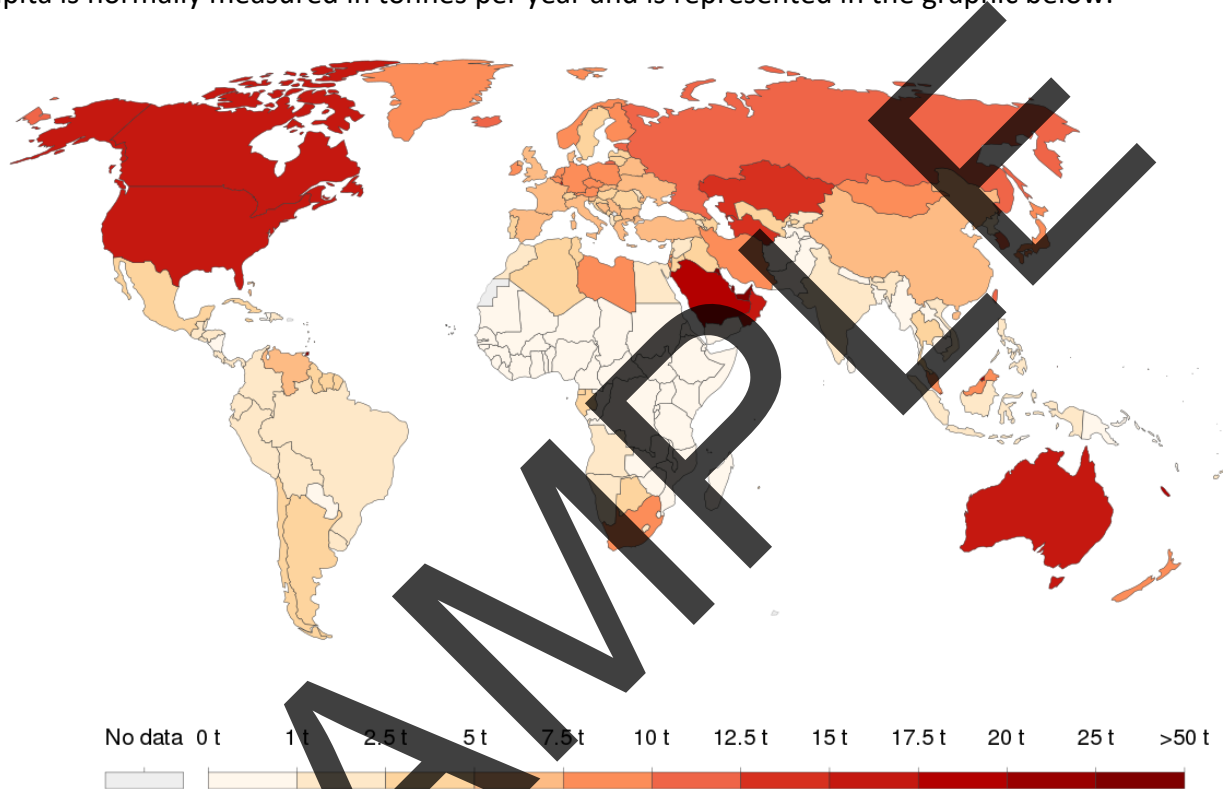 pita is normally measured in tonnes per year and is represented in the graphic below.
AMPLE
No data 0 t 1 t 2.5 t 5 t 7.5 t 10 t 12.5 t 15 t 17.5 t 20 t 25 t >50 t